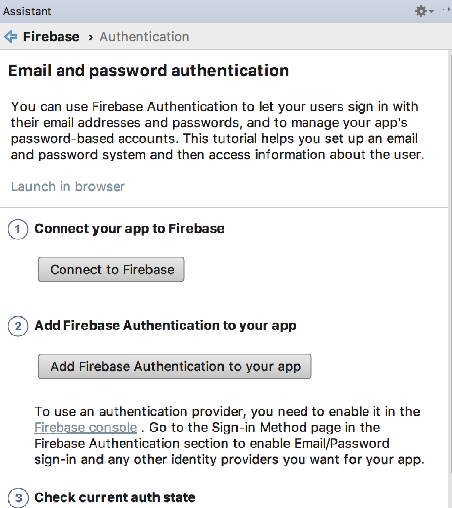 Assistant
Firebase › Authentication
Email and password authentication
You can use Firebase Authentication to let your users sign in with
their email addresses and passwords, and to manage your app's
password-based accounts. This tutorial helps you set up an email
and password system and then access information about the user.
Launch in browser
1 Connect your app to Firebase
Connect to Firebase
2 Add Firebase Authentication to your app
Add Firebase Authentication to your app
To use an authentication provider, you need to enable it in the
Firebase console . Go to the Sign-in Method page in the
Firebase Authentication section to enable Email/Password
sign-in and any other identity providers you want for your app.
3 Check current auth state